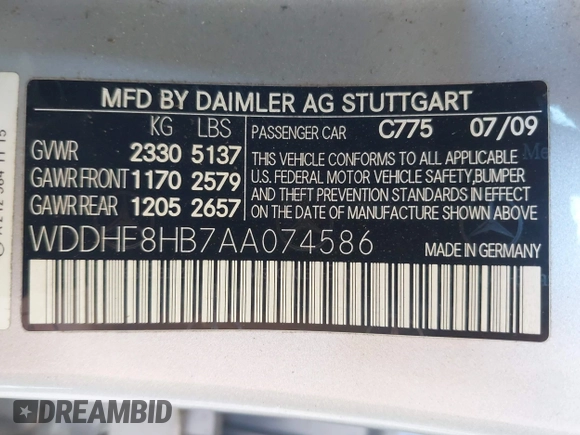 MFD BY DAIMLER AG STUTTGART
KG LBS
GVWR 2330 5137
GAWR FRONT 1170 2579
GAWR REAR 1205 2657
PASSENGER CAR C775 07/09
THIS VEHICLE CONFORMS TO ALL APPLICABLE
U.S. FEDERAL MOTOR VEHICLE SAFETY, BUMPER
AND THEFT PREVENTION STANDARDS IN EFFECT
ON THE DATE OF MANUFACTURE SHOWN ABOVE
WDDHF8HB7AA074586 MADE IN GERMANY
DREAMBID